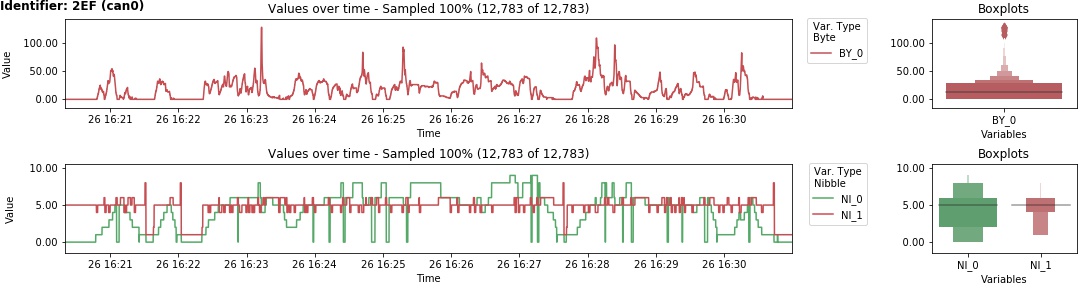 Identifier: 2EF (can0)
Values over time - Sampled 100% (12,783 of 12,783)
Value
100.00
50.00
0.00
26 16:21 26 16:22 26 16:23 26 16:24 26 16:25 26 16:26 26 16:27 26 16:28 26 16:29 26 16:30
Time
Var. Type
Byte
BY_0
Boxplots
100.00
50.00
0.00
BY_0
Variables
Values over time - Sampled 100% (12,783 of 12,783)
Value
10.00
5.00
0.00
26 16:21 26 16:22 26 16:23 26 16:24 26 16:25 26 16:26 26 16:27 26 16:28 26 16:29 26 16:30
Time
Var. Type
Nibble
NI_0
NI_1
Boxplots
10.00
5.00
0.00
NI_0 NI_1
Variables